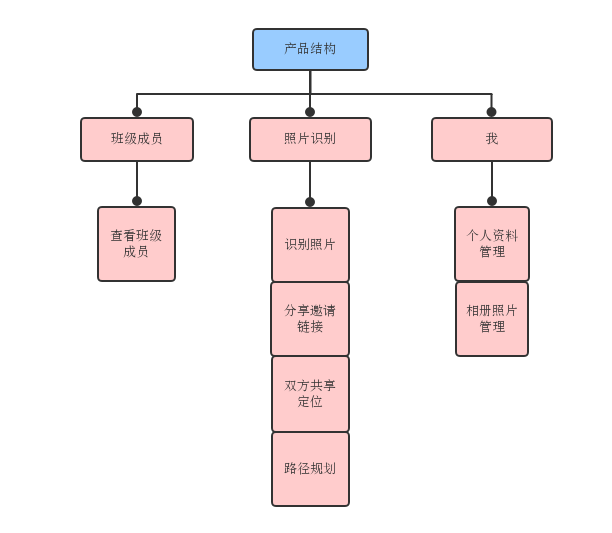 产品结构
班级成员
照片识别
我
查看班级
成员
识别照片
分享邀请
链接
双方共享
定位
路径规划
个人资料
管理
相册照片
管理